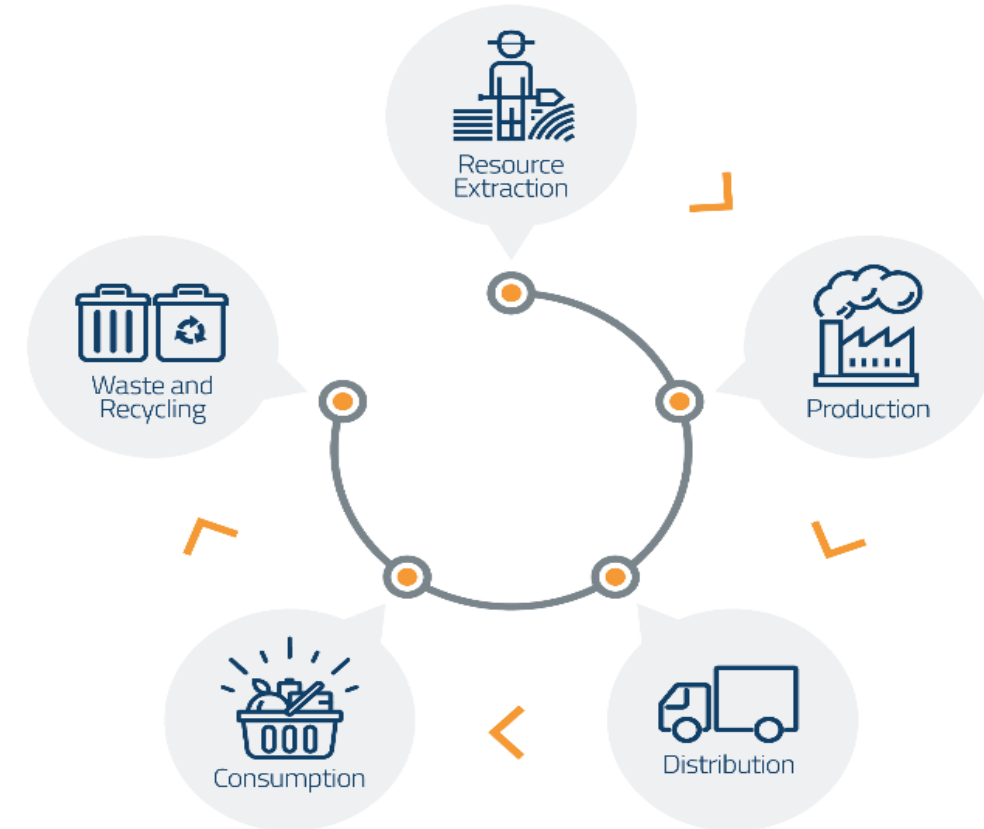 Resource
Extraction
Production
Distribution
Consumption
Waste and
Recycling